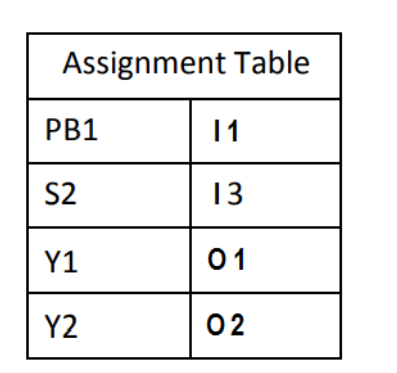 Assignment Table
PB1 I1
S2 I3
Y1 O1
Y2 O2